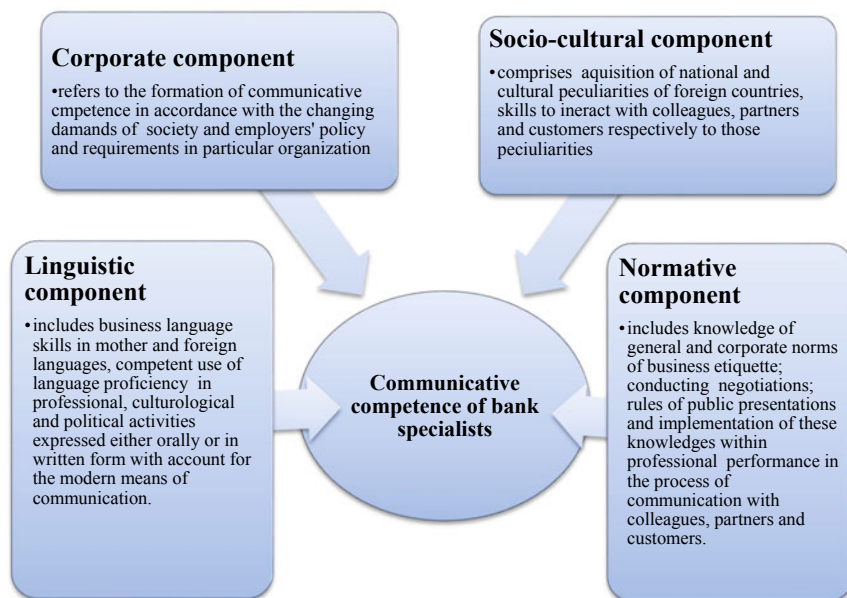 Corporate component
•refers to the formation of communicative
cmpetence in accordance with the changing
damands of society and employers' policy
and requirements in particular organization
Socio-cultural component
•comprises aquisition of national and
cultural peculiarities of foreign countries,
skills to ineract with colleagues, partners
and customers respectively to those
peciuliarities
Linguistic
component
•includes business language
skills in mother and foreign
languages, competent use of
language proficiency in
professional, culturological
and political activities
expressed either orally or in
written form with account for
the modern means of
communication.
Communicative
competence of bank
specialists
Normative
component
•includes knowledge of
general and corporate norms
of business etiquette;
conducting negotiations;
rules of public presentations
and implementation of these
knowledges within
professional performance in
the process of
communication with
colleagues, partners and
customers.